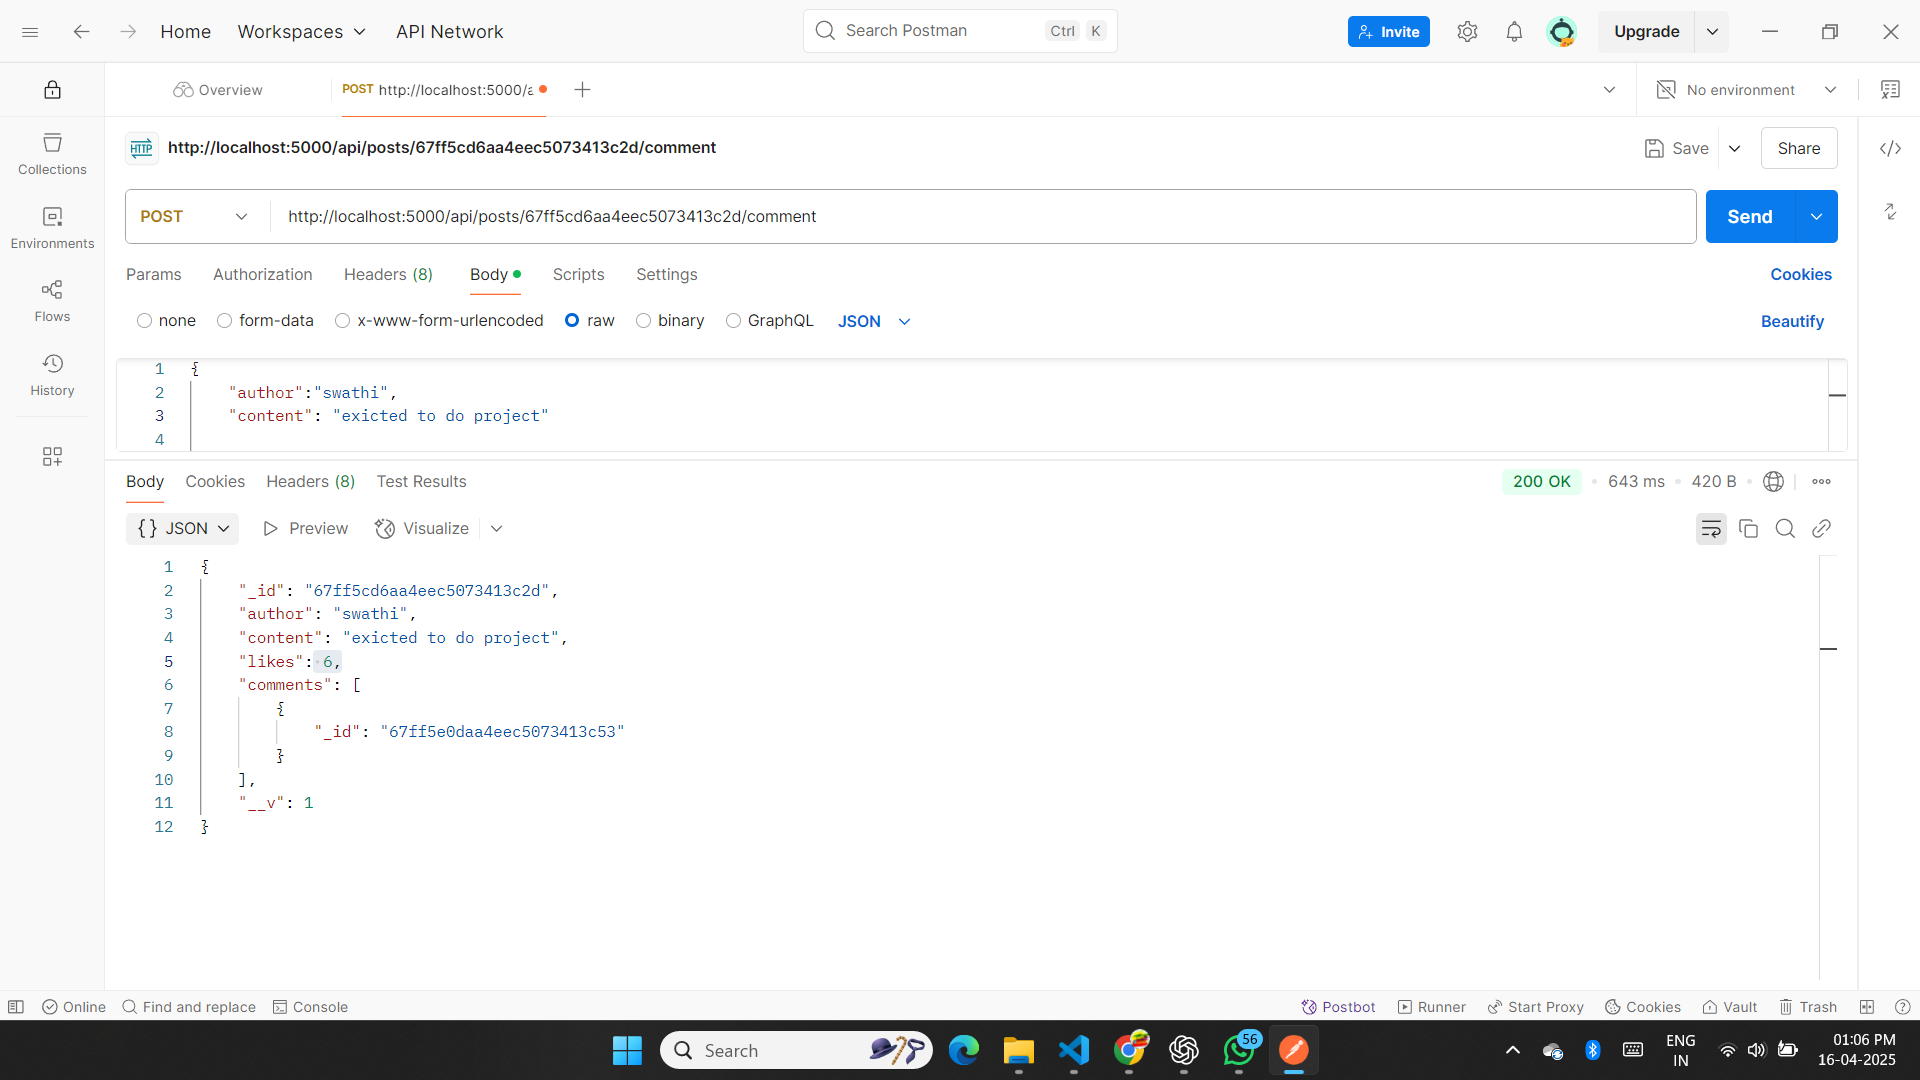 Home Workspaces API Network Search Postman Ctrl K Invite Upgrade
Overview POST http://localhost:5000/a No environment
http://localhost:5000/api/posts/67ff5cd6aa4eec5073413c2d/comment Save Share
Collections
POST http://localhost:5000/api/posts/67ff5cd6aa4eec5073413c2d/comment Send
Environments
Params Authorization Headers (8) Body Scripts Settings Cookies
Flows
none form-data x-www-form-urlencoded raw binary GraphQL JSON Beautify
History
1 {
2 "author":"swathi",
3 "content": "exicted to do project"
4
Body Cookies Headers (8) Test Results 200 OK 643 ms 420 B
{} JSON Preview Visualize
1 {
2 "_id": "67ff5cd6aa4eec5073413c2d",
3 "author": "swathi",
4 "content": "exicted to do project",
5 "likes": 6,
6 "comments": [
7 {
8 "_id": "67ff5e0daa4eec5073413c53"
9 }
10 ],
11 "__v": 1
12 }
Online Find and replace Console Postbot Runner Start Proxy Cookies Vault Trash
Search 56 ENG IN 01:06 PM
16-04-2025